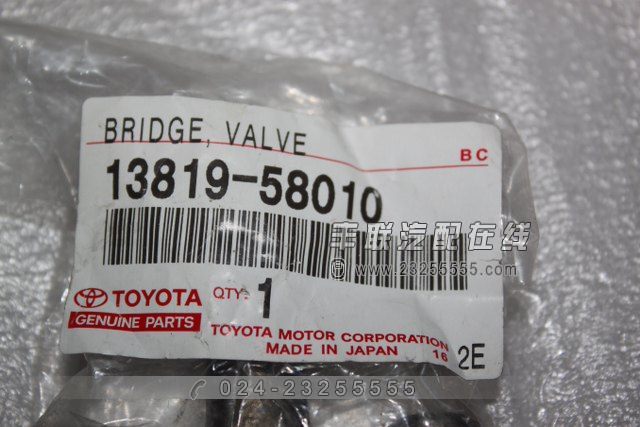 BRIDGE, VALVE
BC
13819-58010
丰联汽配在线
www.23255555.com
TOYOTA
GENUINE PARTS
QTY: 1
TOYOTA MOTOR CORPORATION
MADE IN JAPAN 16 2E
024-23255555